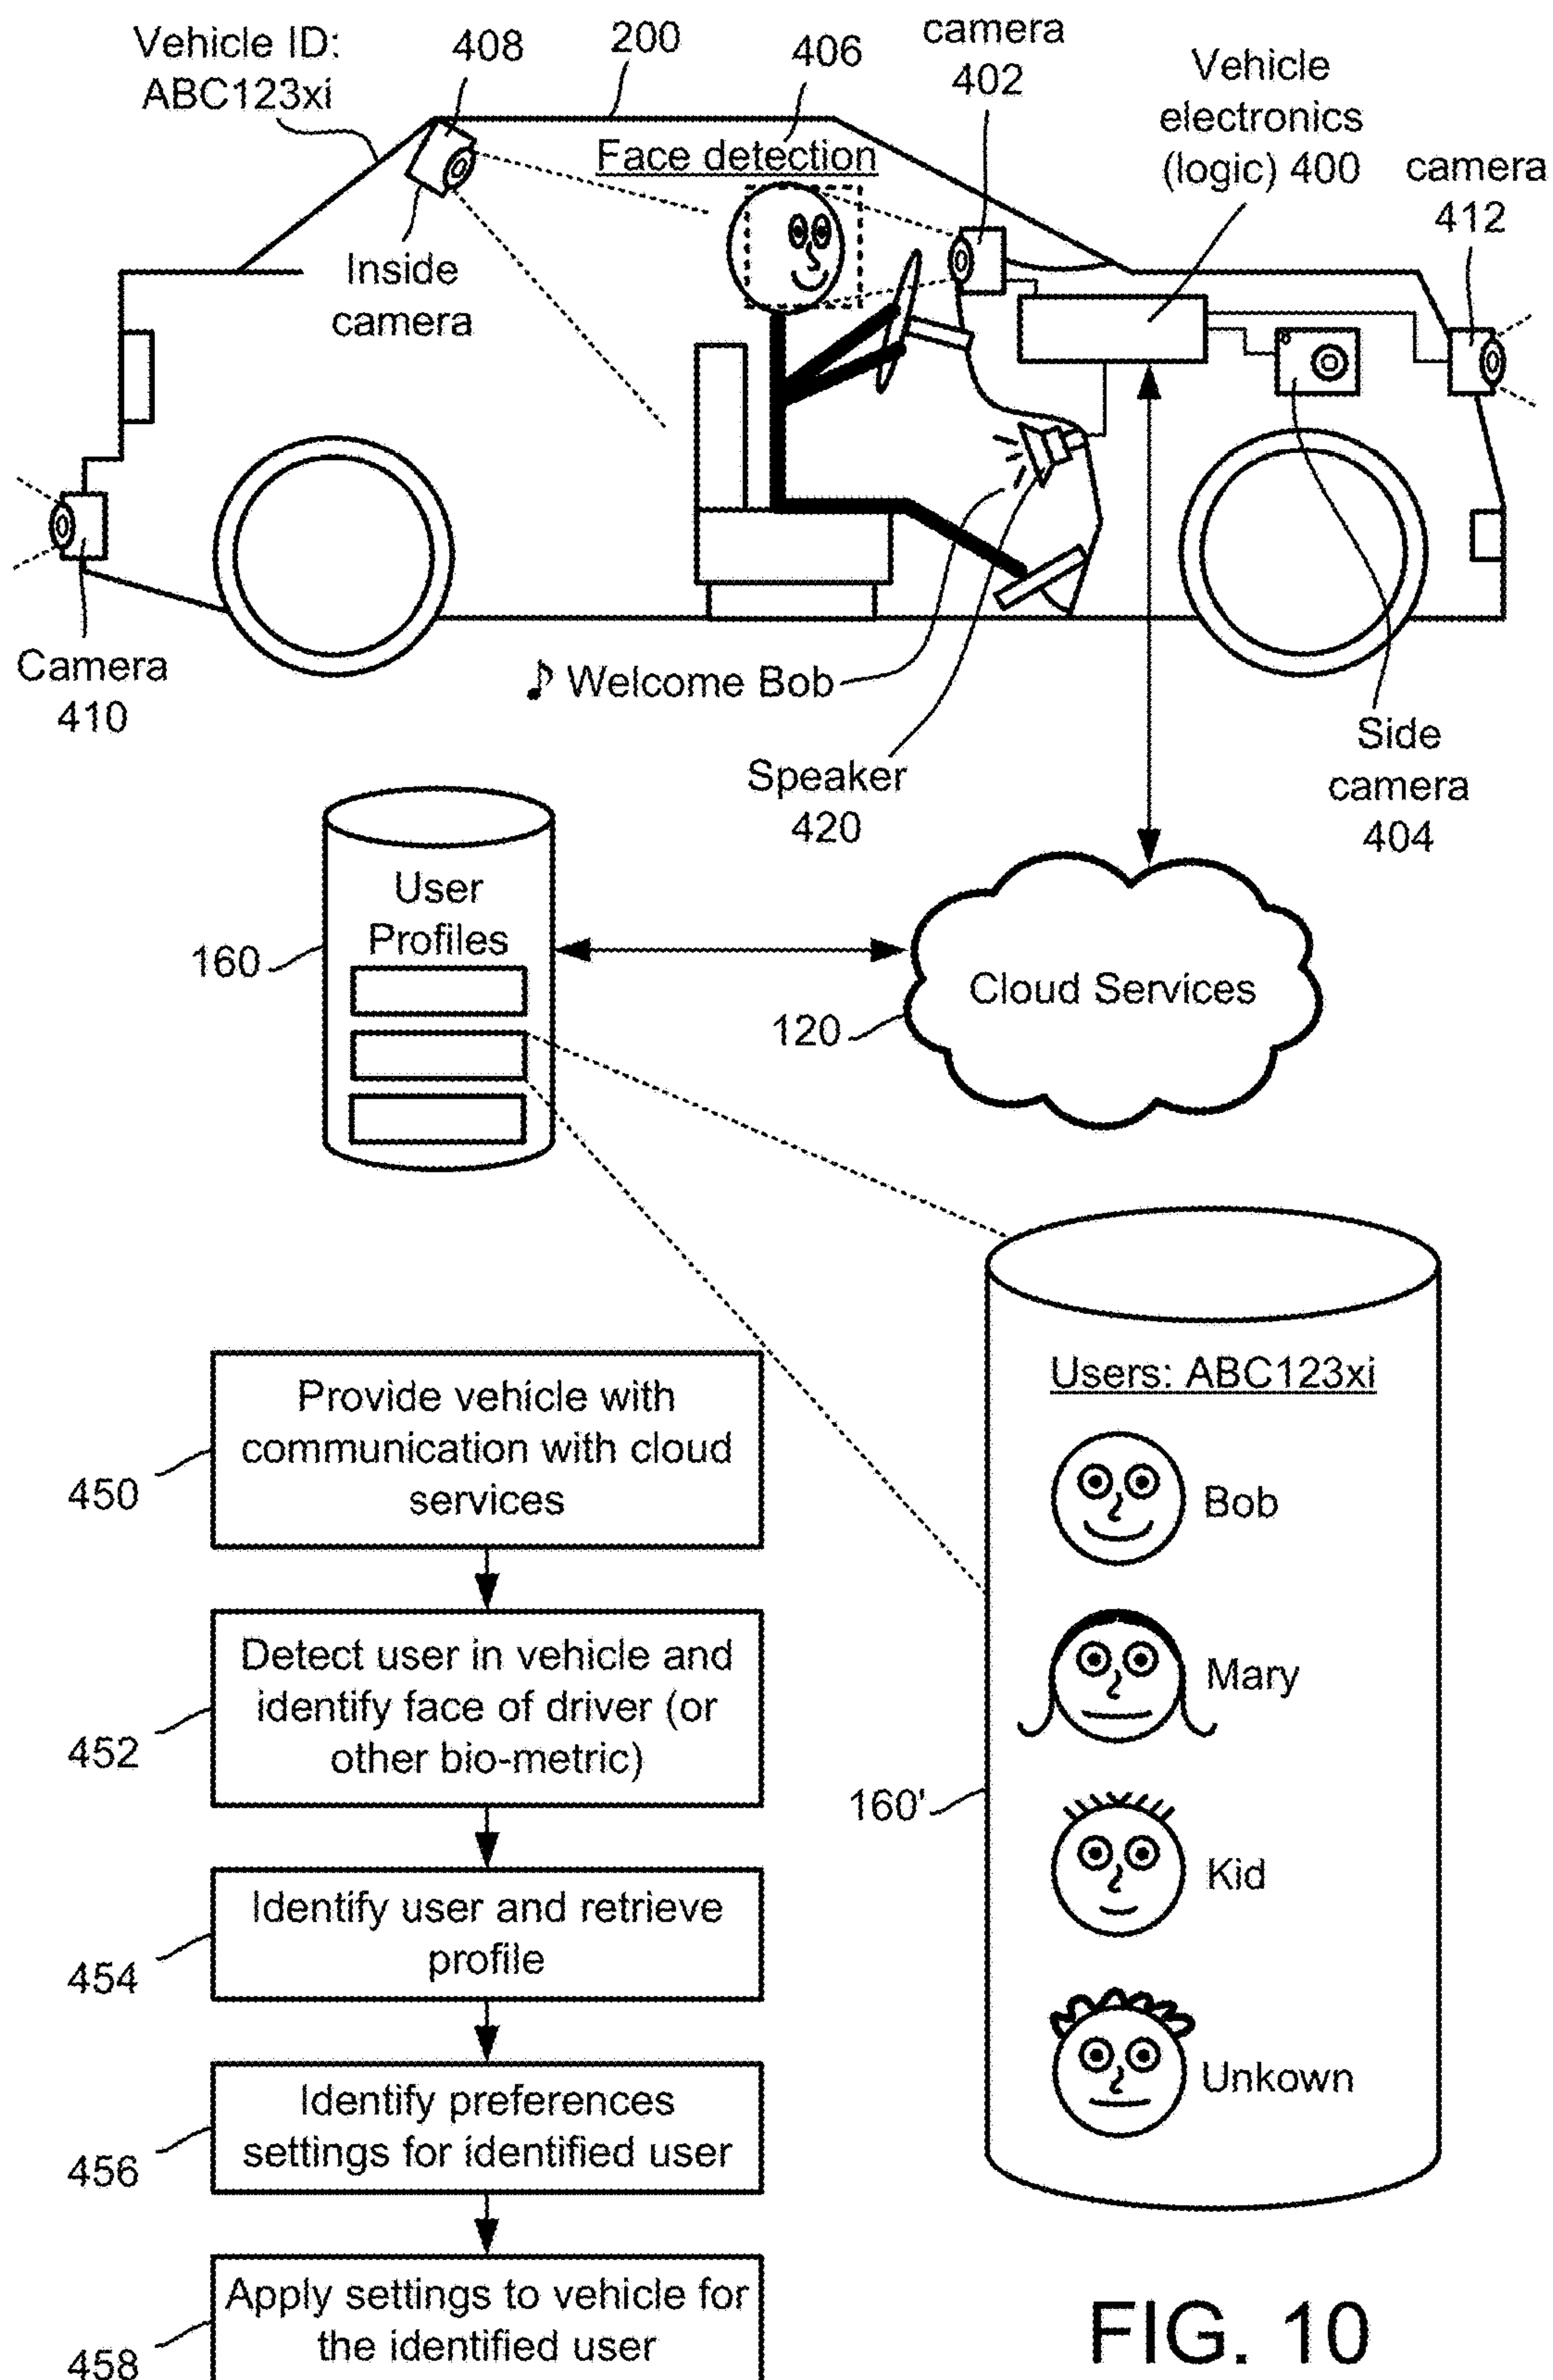 Vehicle ID:
ABC123xi
408
200
406
camera
402
Vehicle
electronics
(logic) 400
camera
412
Face detection
Inside
camera
Camera
410
♪ Welcome Bob
Speaker
420
Side
camera
404
User
Profiles
160
Cloud Services
120
Users: ABC123xi
Bob
Mary
Kid
Unkown
160'
Provide vehicle with
communication with cloud
services
450
Detect user in vehicle and
identify face of driver (or
other bio-metric)
452
Identify user and retrieve
profile
454
Identify preferences
settings for identified user
456
Apply settings to vehicle for
the identified user
458
FIG. 10